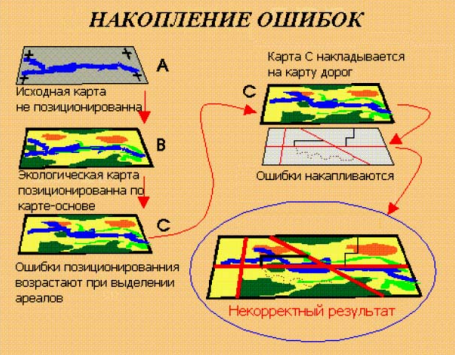 НАКОПЛЕНИЕ ОШИБОК
A
Исходная карта
не позиционированна
B
Экологическая карта
позиционированна по
карте-основе
C
Ошибки позиционирования
возрастают при выделении
ареалов
Карта С накладывается
на карту дорог
C
Ошибки накапливаются
Некорректный результат